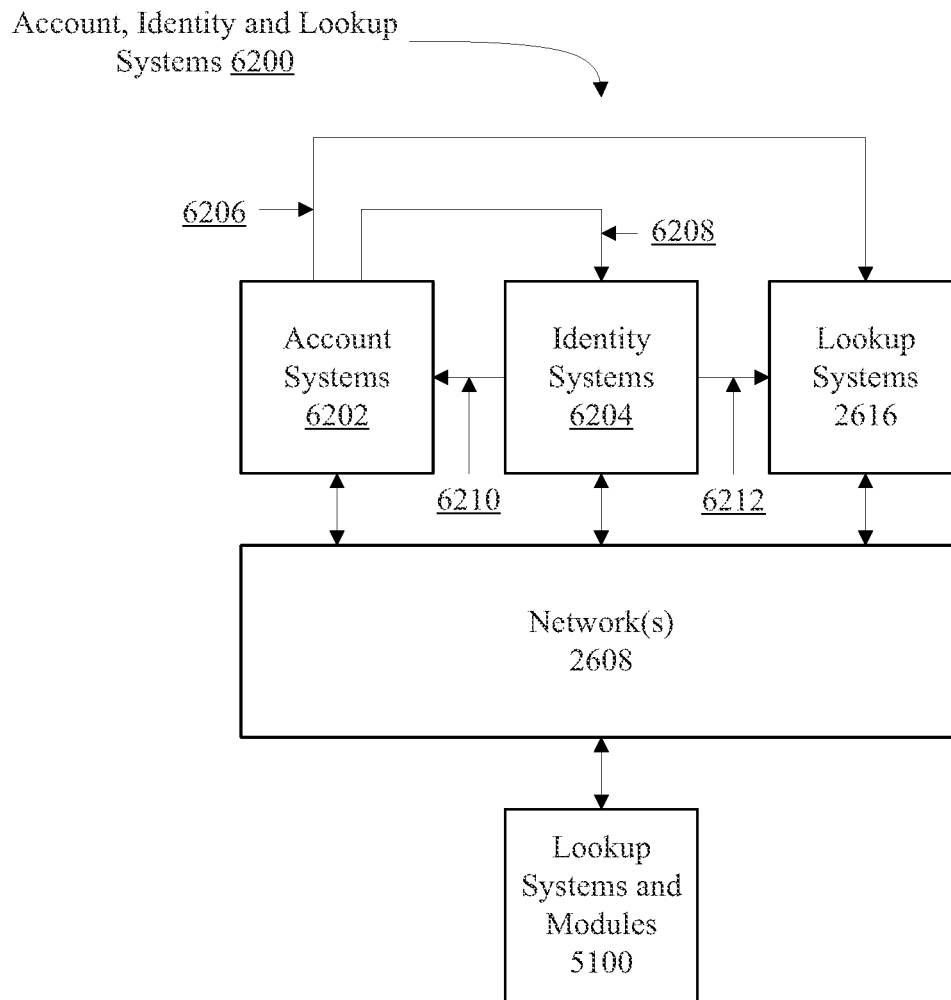 Account, Identity and Lookup
Systems 6200
6206
6208
Account
Systems
6202
Identity
Systems
6204
Lookup
Systems
2616
6210
6212
Network(s)
2608
Lookup
Systems and
Modules
5100